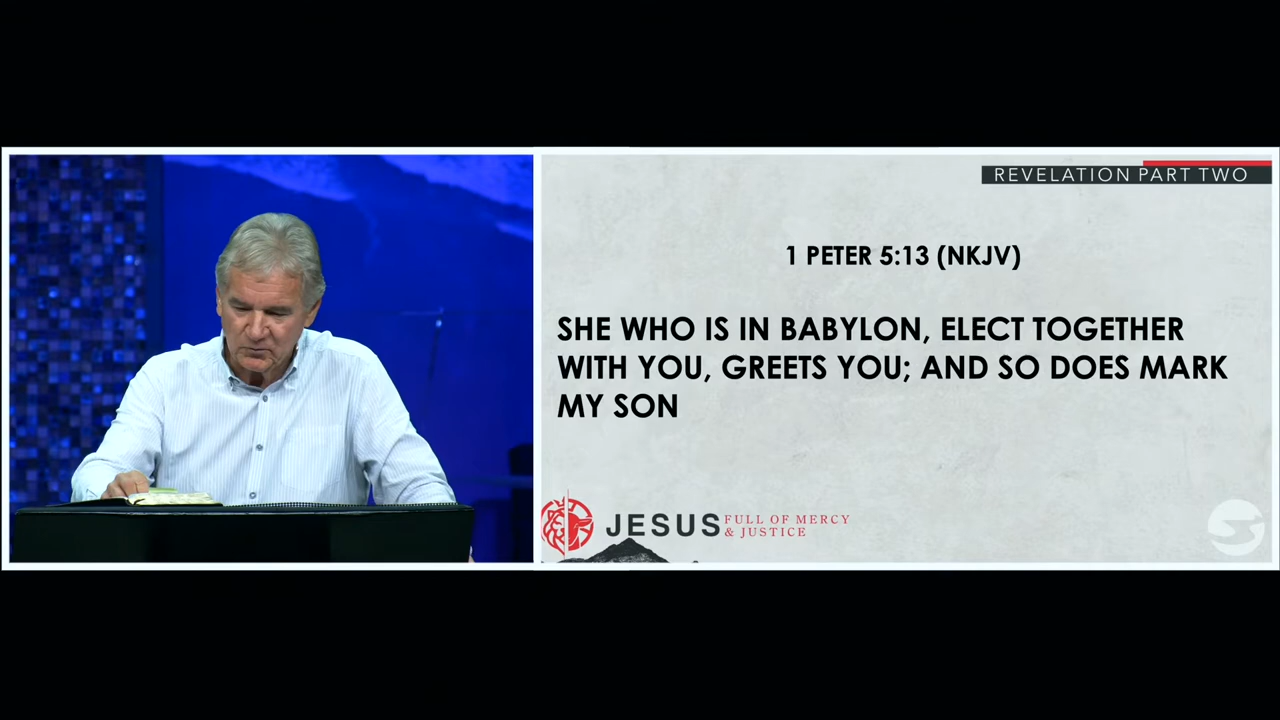 REVELATION PART TWO
1 PETER 5:13 (NKJV)
SHE WHO IS IN BABYLON, ELECT TOGETHER
WITH YOU, GREETS YOU; AND SO DOES MARK
MY SON
JESUS FULL OF MERCY
& JUSTICE